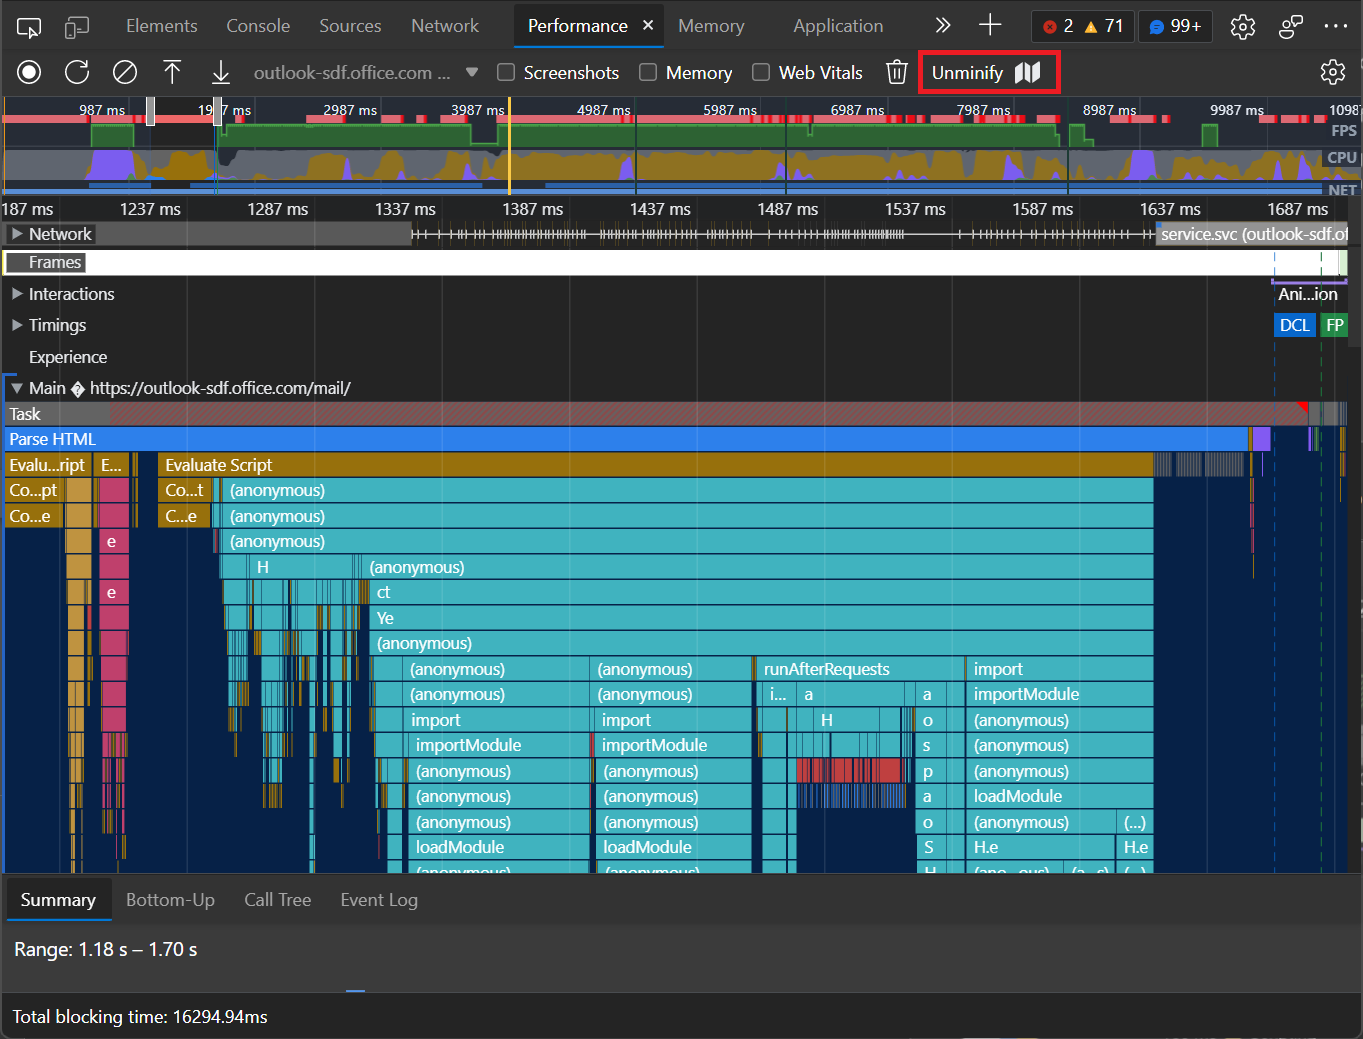 Elements Console Sources Network Performance × Memory Application 2 71 99+
outlook-sdf.office.com ... Screenshots Memory Web Vitals Unminify
987 ms 2987 ms 3987 ms 4987 ms 5987 ms 6987 ms 7987 ms 8987 ms 9987 ms 1098
FPS
CPU
NET
187 ms 1237 ms 1287 ms 1337 ms 1387 ms 1437 ms 1487 ms 1537 ms 1587 ms 1637 ms 1687 ms
Network service.svc (outlook-sdf.of
Frames
Interactions Ani...ion
Timings DCL FP
Experience
Main � https://outlook-sdf.office.com/mail/
Task
Parse HTML
Evalu...ript E... Evaluate Script
Co...pt Co...t (anonymous)
Co...e C...e (anonymous)
e (anonymous)
H (anonymous)
e ct
Ye
(anonymous)
(anonymous) (anonymous) runAfterRequests import
(anonymous) (anonymous) i... a a importModule
import import H o (anonymous)
importModule importModule s (anonymous)
(anonymous) (anonymous) p (anonymous)
(anonymous) (anonymous) a loadModule
(anonymous) (anonymous) o (anonymous) (...)
loadModule loadModule S H.e H.e
(anonymous) (anonymous) H (ano...ous) (a...s) (...)
Summary Bottom-Up Call Tree Event Log
Range: 1.18 s – 1.70 s
Total blocking time: 16294.94ms